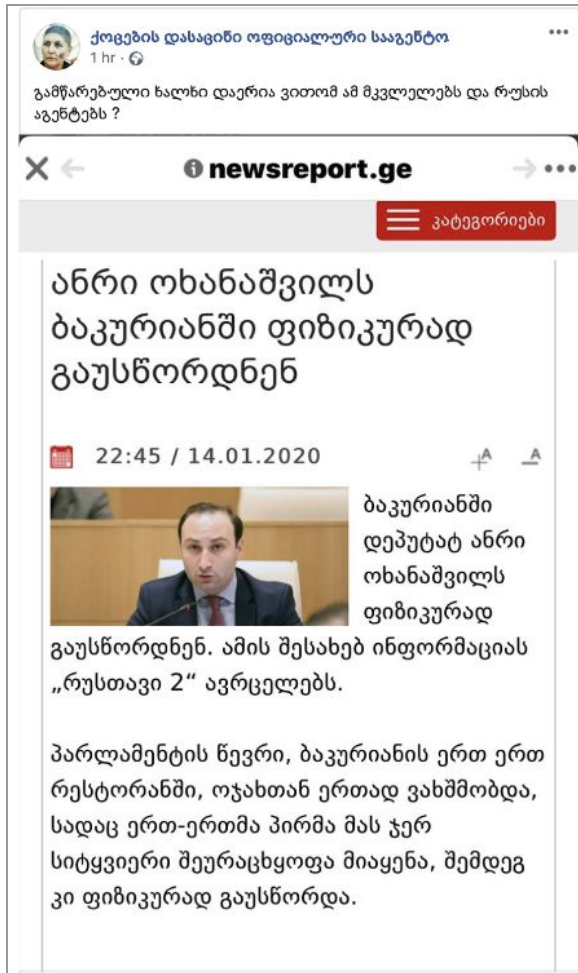 ქოცების დასაცინი ოფიციალური სააგენტო
1 hr ·
გამწარებული ხალხი დაერია ვითომ ამ მკვლელებს და რუსის
აგენტებს ?
newsreport.ge
კატეგორიები
ანრი ოხანაშვილს
ბაკურიანში ფიზიკურად
გაუსწორდნენ
22:45 / 14.01.2020
+A
–A
ბაკურიანში
დეპუტატ ანრი
ოხანაშვილს
ფიზიკურად
გაუსწორდნენ. ამის შესახებ ინფორმაციას
„რუსთავი 2“ ავრცელებს.
პარლამენტის წევრი, ბაკურიანის ერთ ერთ
რესტორანში, ოჯახთან ერთად ვახშმობდა,
სადაც ერთ-ერთმა პირმა მას ჯერ
სიტყვიერი შეურაცხყოფა მიაყენა, შემდეგ
კი ფიზიკურად გაუსწორდა.